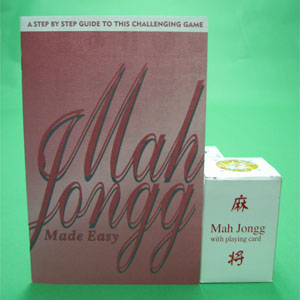 A STEP BY STEP GUIDE TO THIS CHALLENGING GAME
Mah
Jongg
Made Easy
麻
Mah Jongg
with playing card
将